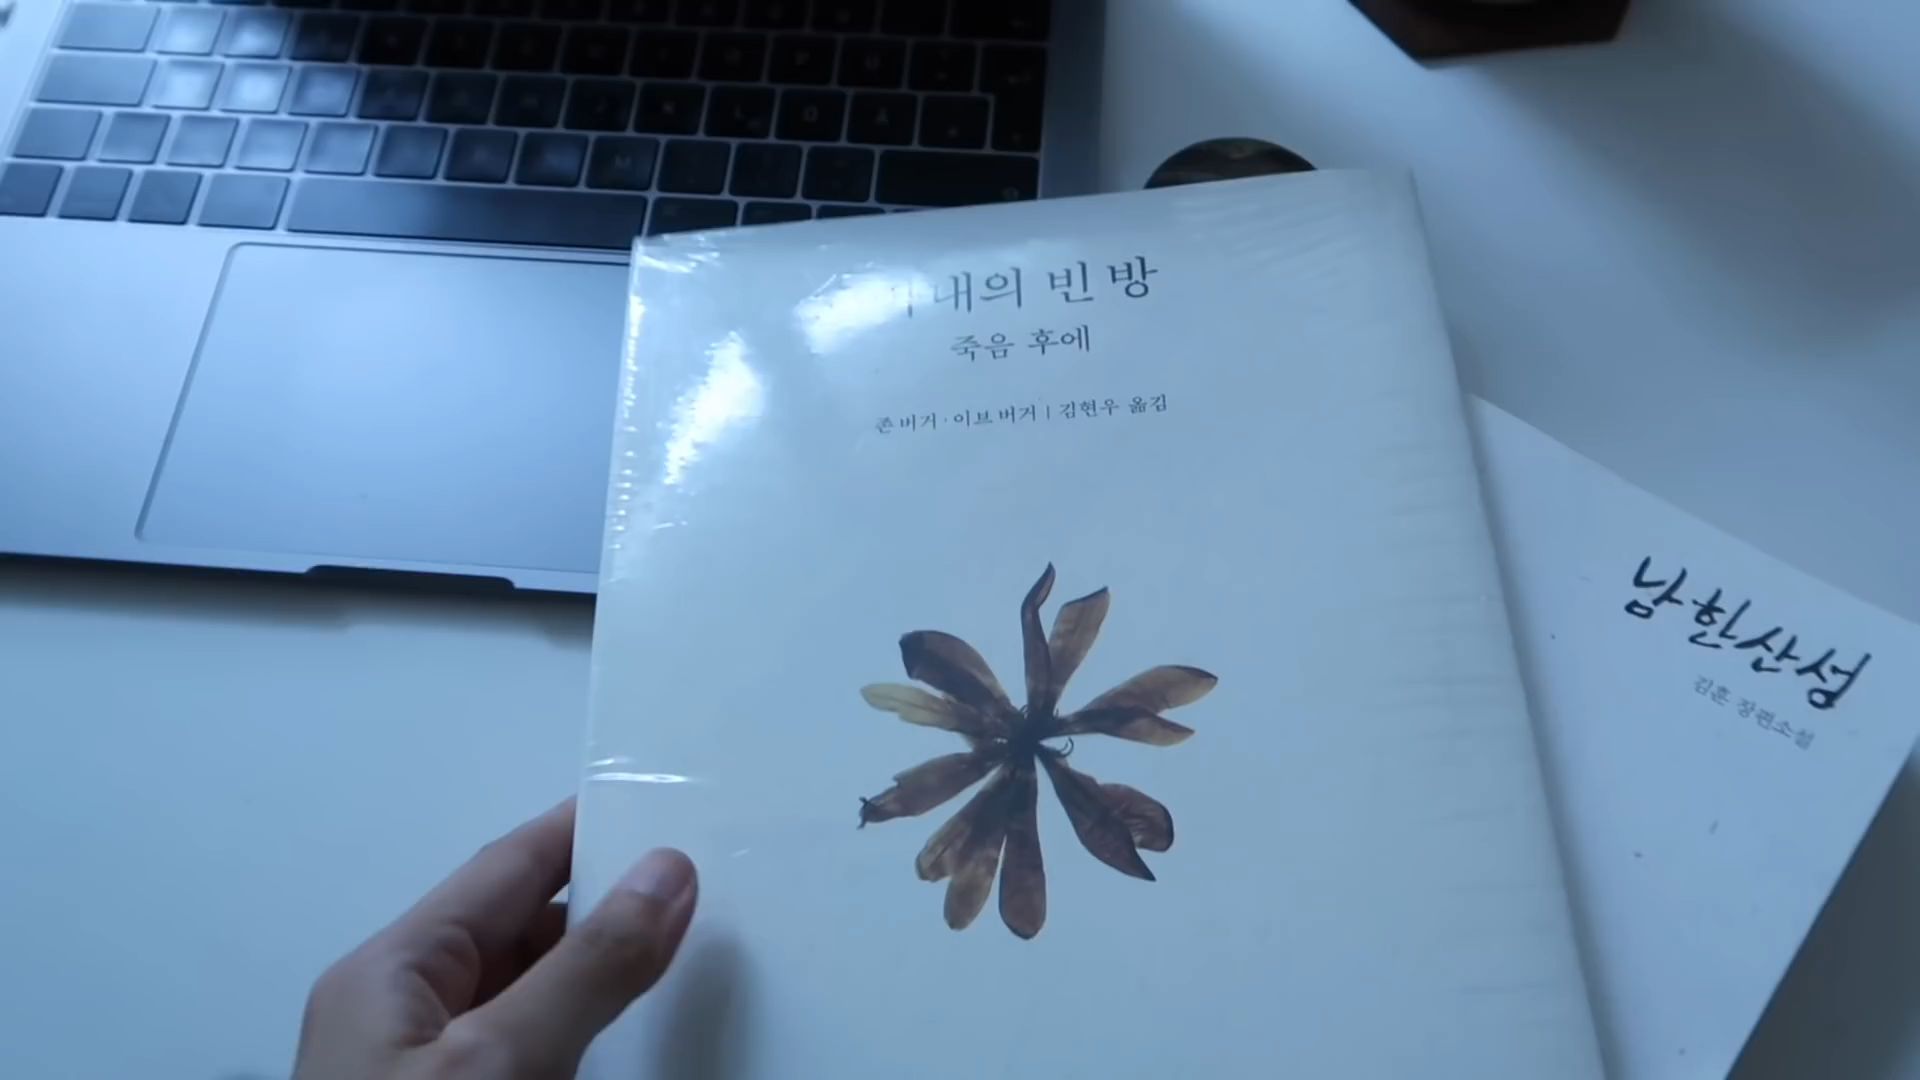 내의 빈 방
죽음 후에
존 버거 · 이브 버거 | 김현우 옮김
남한산성
김훈 장편소설